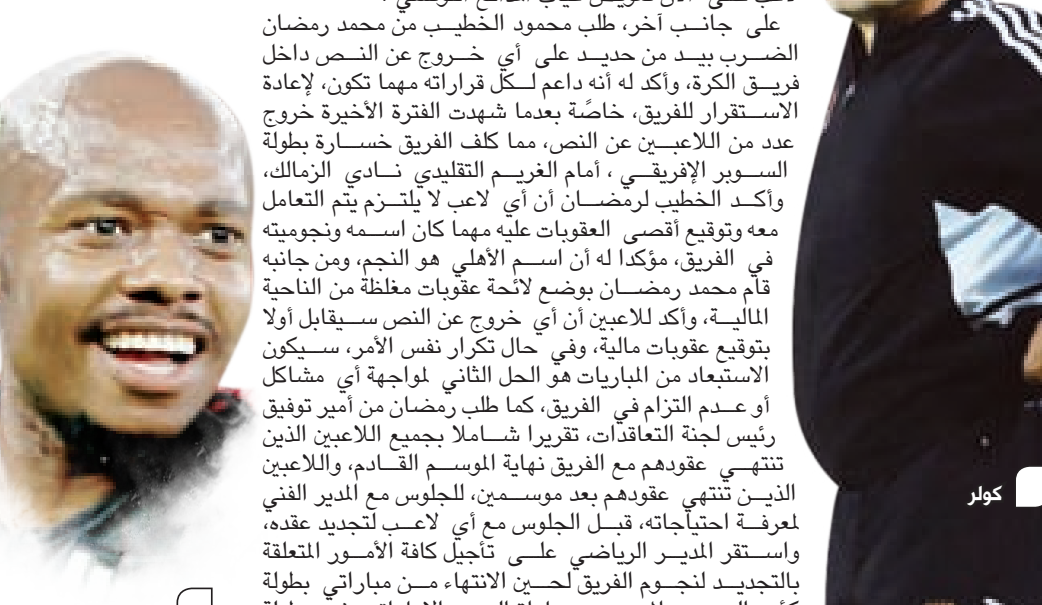 على جانب آخر، طلب محمود الخطيب من محمد رمضان
الضرب بيد من حديد على أي خروج عن النص داخل
فريق الكرة، وأكد له أنه داعم لكل قراراته مهما تكون، لإعادة
الاستقرار للفريق، خاصًة بعدما شهدت الفترة الأخيرة خروج
عدد من اللاعبين عن النص، مما كلف الفريق خسارة بطولة
السوبر الإفريقي ، أمام الغريم التقليدي نادي الزمالك،
وأكد الخطيب لرمضان أن أي لاعب لا يلتزم يتم التعامل
معه وتوقيع أقصى العقوبات عليه مهما كان اسمه ونجوميته
في الفريق، مؤكدا له أن اسم الأهلي هو النجم، ومن جانبه
قام محمد رمضان بوضع لائحة عقوبات مغلظة من الناحية
المالية، وأكد للاعبين أن أي خروج عن النص سيقابل أولا
بتوقيع عقوبات مالية، وفي حال تكرار نفس الأمر، سيكون
الاستبعاد من المباريات هو الحل الثاني لمواجهة أي مشاكل
أو عدم التزام في الفريق، كما طلب رمضان من أمير توفيق
رئيس لجنة التعاقدات، تقريرا شاملا بجميع اللاعبين الذين
تنتهي عقودهم مع الفريق نهاية الموسم القادم، واللاعبين
الذين تنتهي عقودهم بعد موسمين، للجلوس مع المدير الفني
لمعرفة احتياجاته، قبل الجلوس مع أي لاعب لتجديد عقده،
واستقر المدير الرياضي على تأجيل كافة الأمور المتعلقة
بالتجديد لنجوم الفريق لحين الانتهاء من مباراتي بطولة
كولر